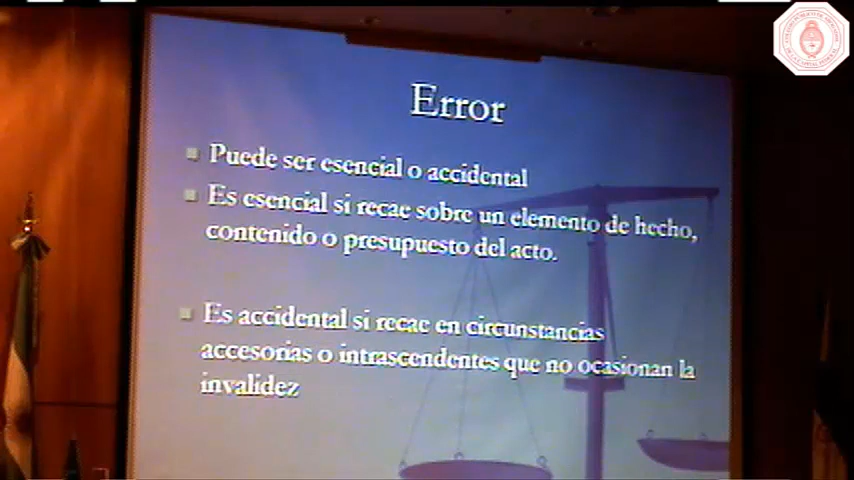 Error
Puede ser esencial o accidental
Es esencial si recae sobre un elemento de hecho,
contenido o presupuesto del acto.
Es accidental si recae en circunstancias
accesorias o intrascendentes que no ocasionan la
invalidez